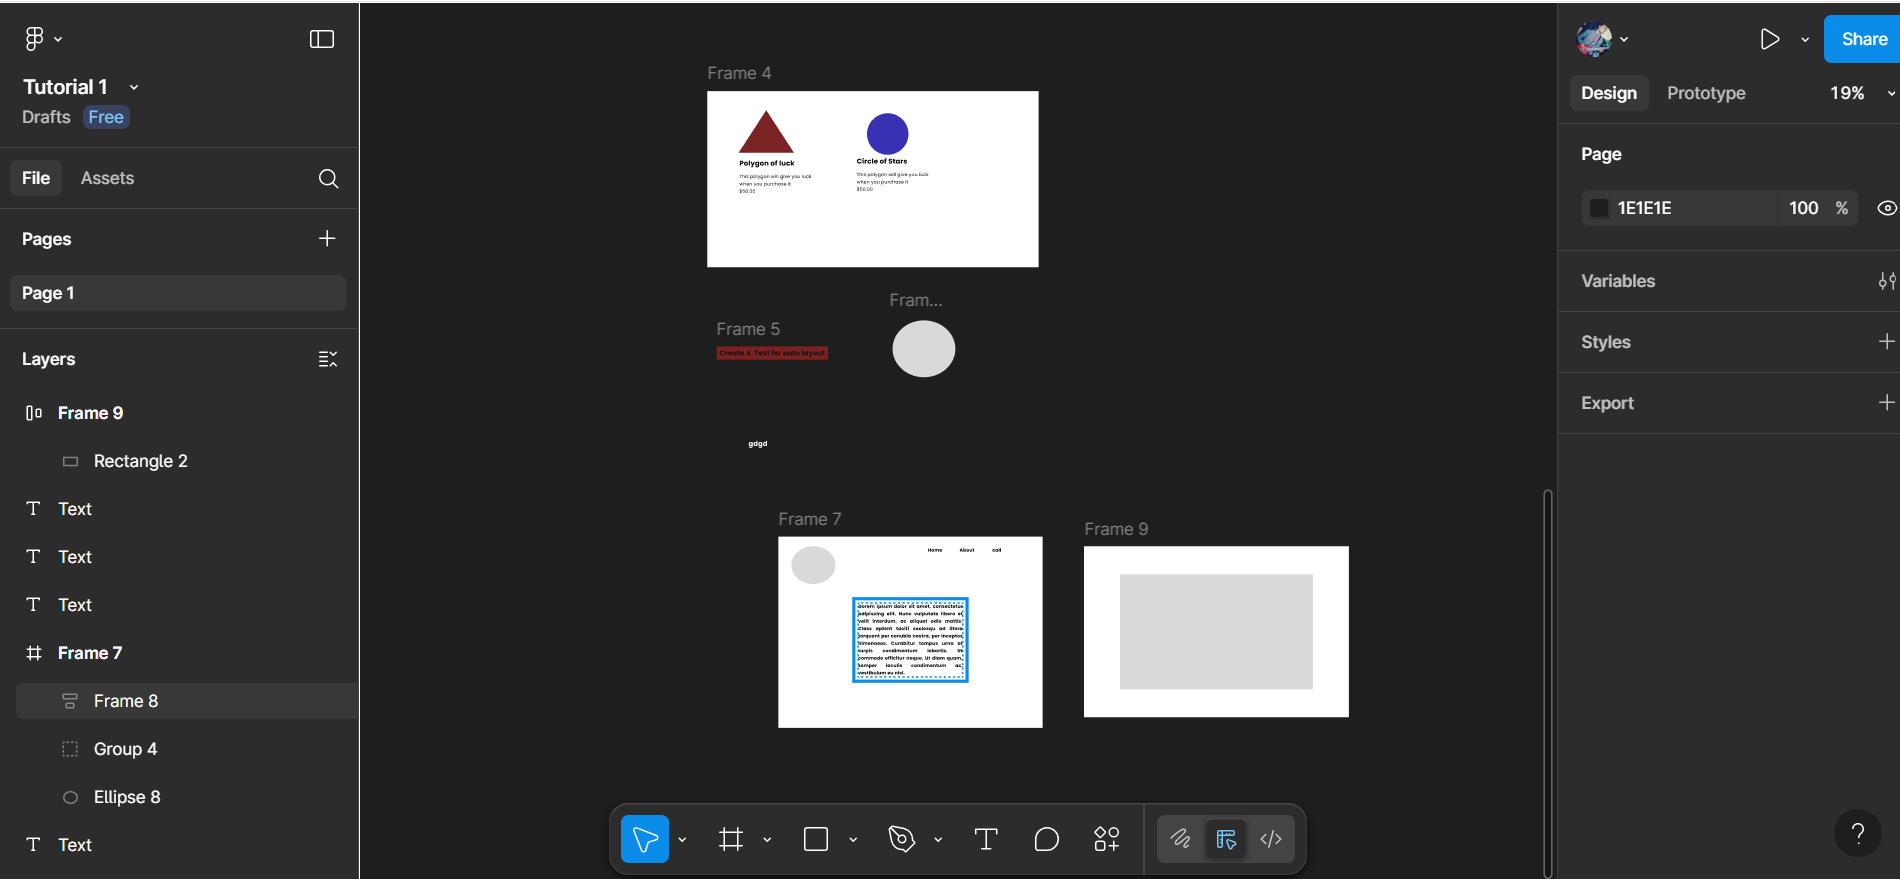 Tutorial 1
Drafts Free
File Assets
Pages
Page 1
Layers
Frame 9
Rectangle 2
Text
Text
Text
Frame 7
Frame 8
Group 4
Ellipse 8
Text
Frame 4
Polygon of luck
This polygon will give you luck
when you purchase it
$50.00
Circle of Stars
This polygon will give you luck
when you purchase it
$50.00
Fram...
Frame 5
Create A Text for auto layout
gdgd
Frame 7
Home About call
ipsum dolor sit amet, consectetur
adipiscing elit. Nunc vulputate libero et
velit interdum, ac aliquet odio mattis.
Class aptent taciti sociosqu ad litora
torquent per conubia nostra, per inceptos
himenaeos. Curabitur tempus urna at
turpis condimentum lobortis. Ut
commodo efficitur neque. Ut diam quam,
semper iaculis condimentum ac,
vestibulum eu nisl.
Frame 9
Share
Design Prototype 19%
Page
1E1E1E 100 %
Variables
Styles
Export
?